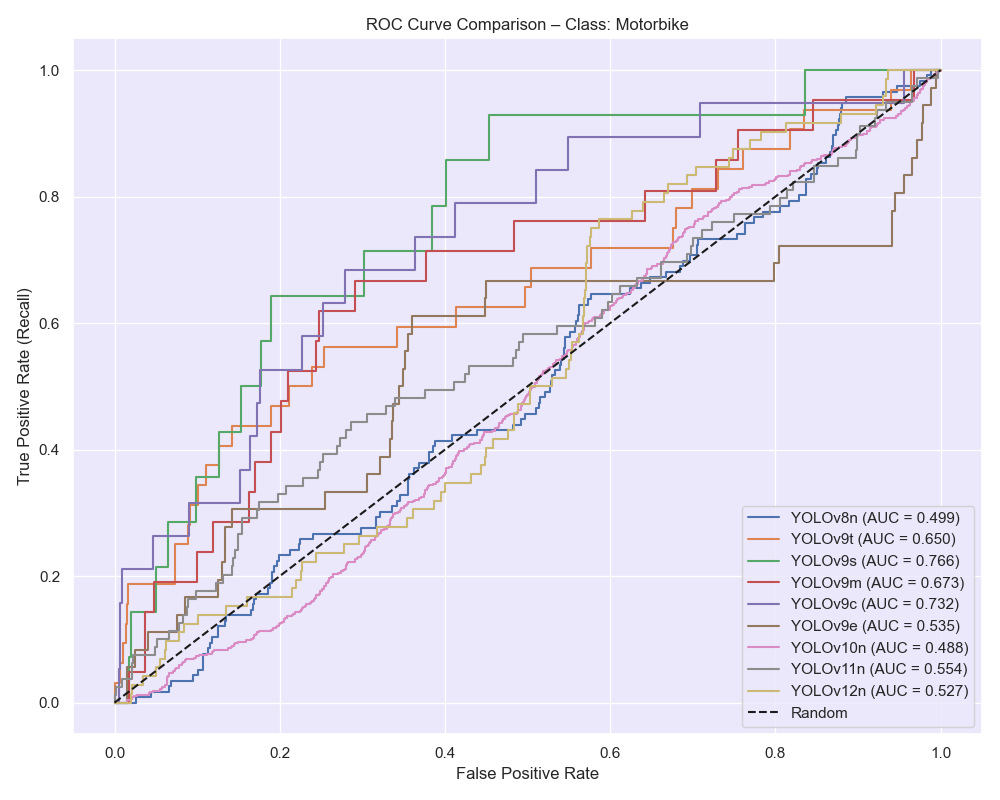 ROC Curve Comparison – Class: Motorbike
True Positive Rate (Recall)
1.0
0.8
0.6
0.4
0.2
0.0
0.0 0.2 0.4 0.6 0.8 1.0
False Positive Rate
YOLOv8n (AUC = 0.499)
YOLOv9t (AUC = 0.650)
YOLOv9s (AUC = 0.766)
YOLOv9m (AUC = 0.673)
YOLOv9c (AUC = 0.732)
YOLOv9e (AUC = 0.535)
YOLOv10n (AUC = 0.488)
YOLOv11n (AUC = 0.554)
YOLOv12n (AUC = 0.527)
Random